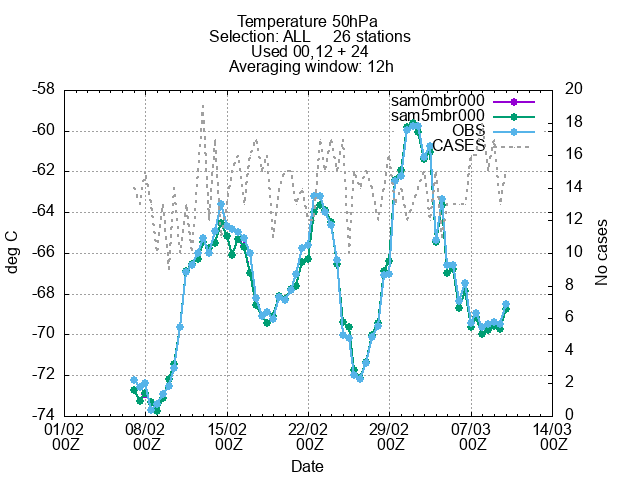 Temperature 50hPa
Selection: ALL 26 stations
Used 00,12 + 24
Averaging window: 12h
sam0mbr000
sam5mbr000
OBS
CASES
deg C
-58
-60
-62
-64
-66
-68
-70
-72
-74
No cases
20
18
16
14
12
10
8
6
4
2
0
01/02 08/02 15/02 22/02 29/02 07/03 14/03
00Z 00Z 00Z 00Z 00Z 00Z 00Z
Date